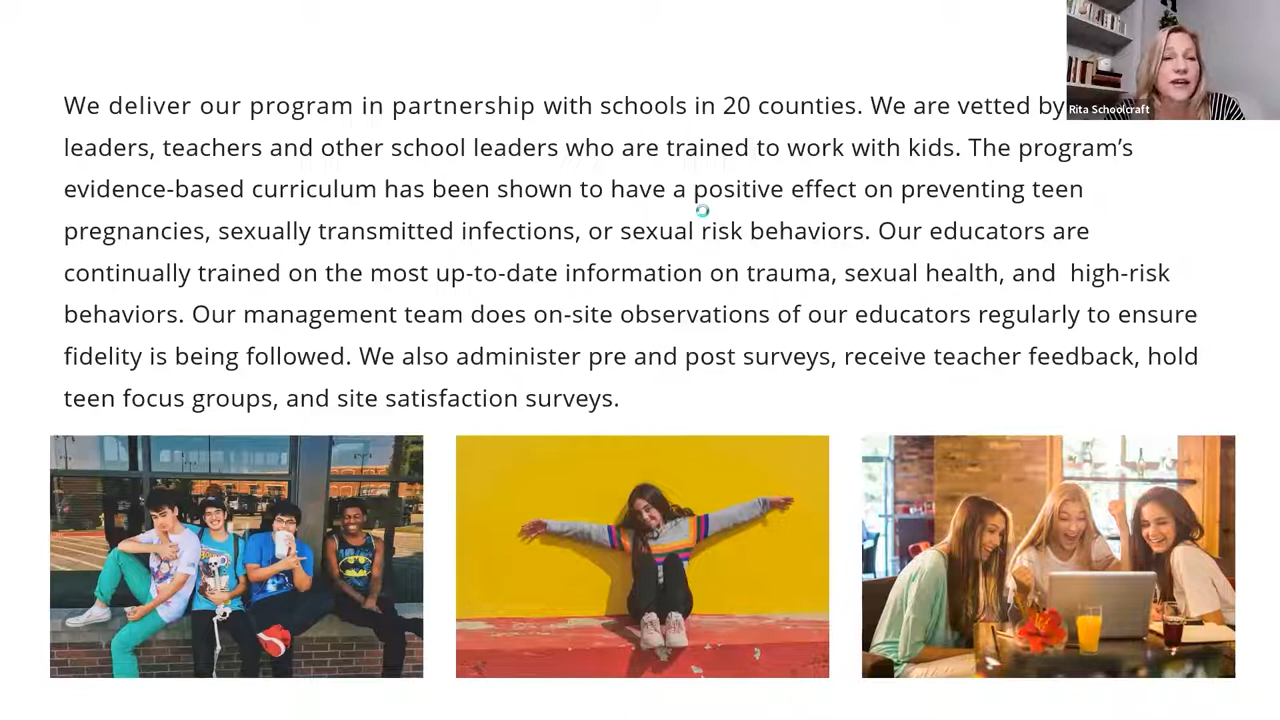 We deliver our program in partnership with schools in 20 counties. We are vetted by
Rita Schoolcraft
leaders, teachers and other school leaders who are trained to work with kids. The program’s
evidence-based curriculum has been shown to have a positive effect on preventing teen
pregnancies, sexually transmitted infections, or sexual risk behaviors. Our educators are
continually trained on the most up-to-date information on trauma, sexual health, and  high-risk
behaviors. Our management team does on-site observations of our educators regularly to ensure
fidelity is being followed. We also administer pre and post surveys, receive teacher feedback, hold
teen focus groups, and site satisfaction surveys.